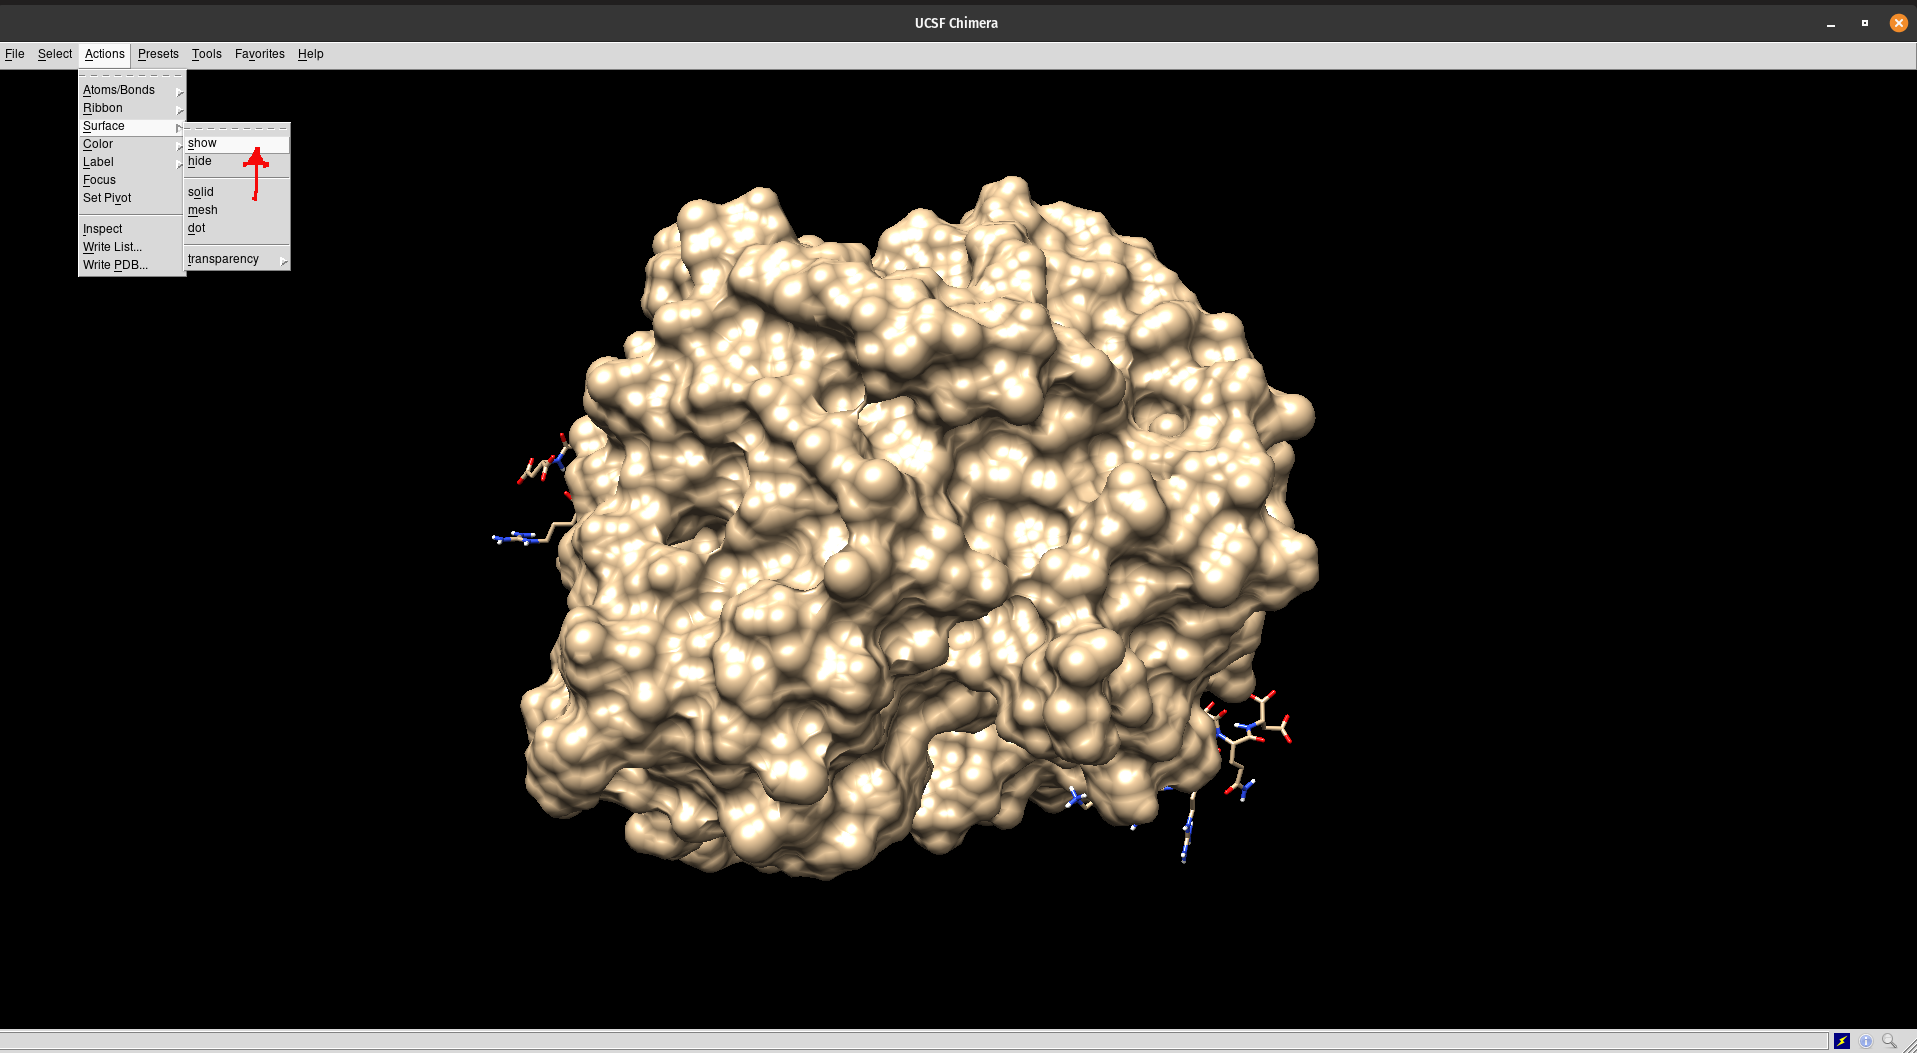 UCSF Chimera
File Select Actions Presets Tools Favorites Help
Atoms/Bonds
Ribbon
Surface
Color
Label
Focus
Set Pivot
Inspect
Write List...
Write PDB...
show
hide
solid
mesh
dot
transparency